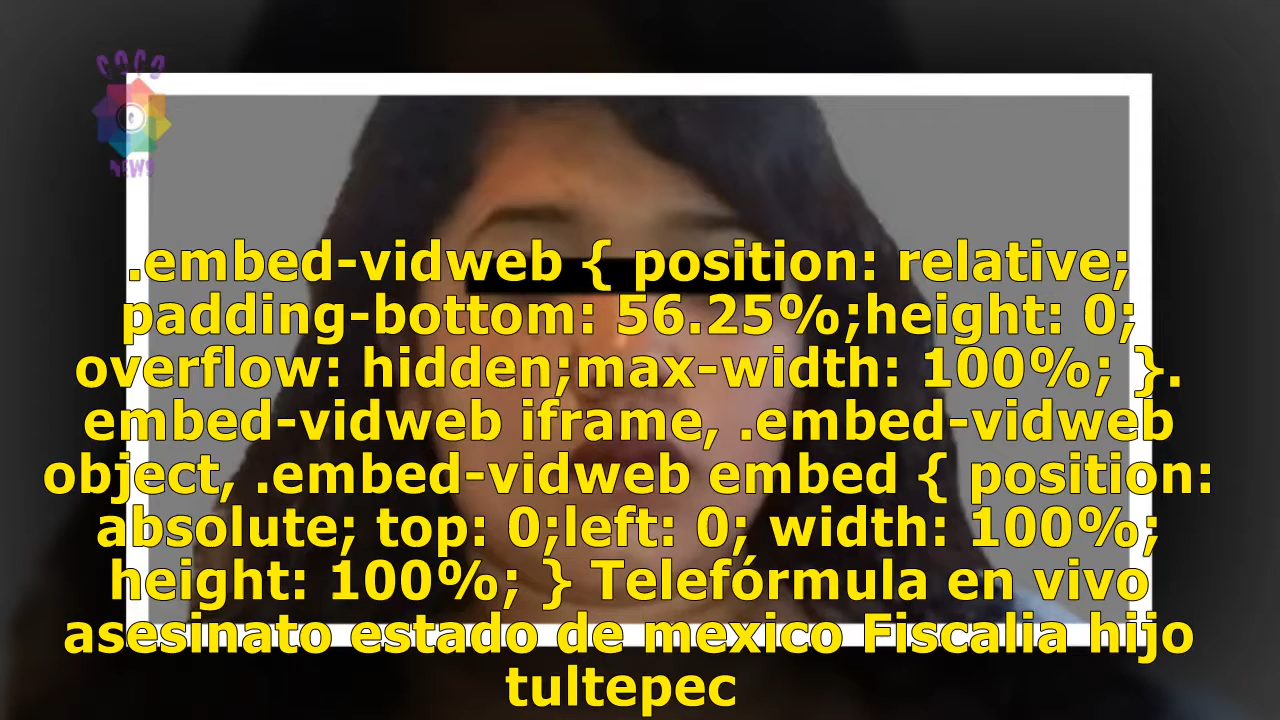 COCO
NEWS
.embed-vidweb { position: relative;
padding-bottom: 56.25%;height: 0;
overflow: hidden;max-width: 100%; }.
embed-vidweb iframe, .embed-vidweb
object, .embed-vidweb embed { position:
absolute; top: 0;left: 0; width: 100%;
height: 100%; } Telefórmula en vivo
asesinato estado de mexico Fiscalia hijo
tultepec